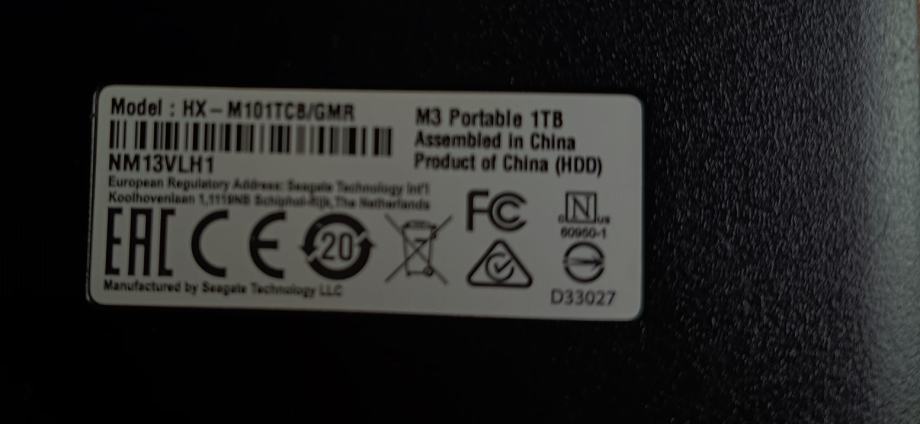 Model : HX – M101TCB/GMR
M3 Portable 1TB
Assembled in China
NM13VLH1
Product of China (HDD)
European Regulatory Address: Seagate Technology Int'l
Koolhovenlaan 1,1119NB Schiphol-Rijk,The Netherlands
FC
c N us
60950-1
EAC CE 20
D33027
Manufactured by Seagate Technology LLC